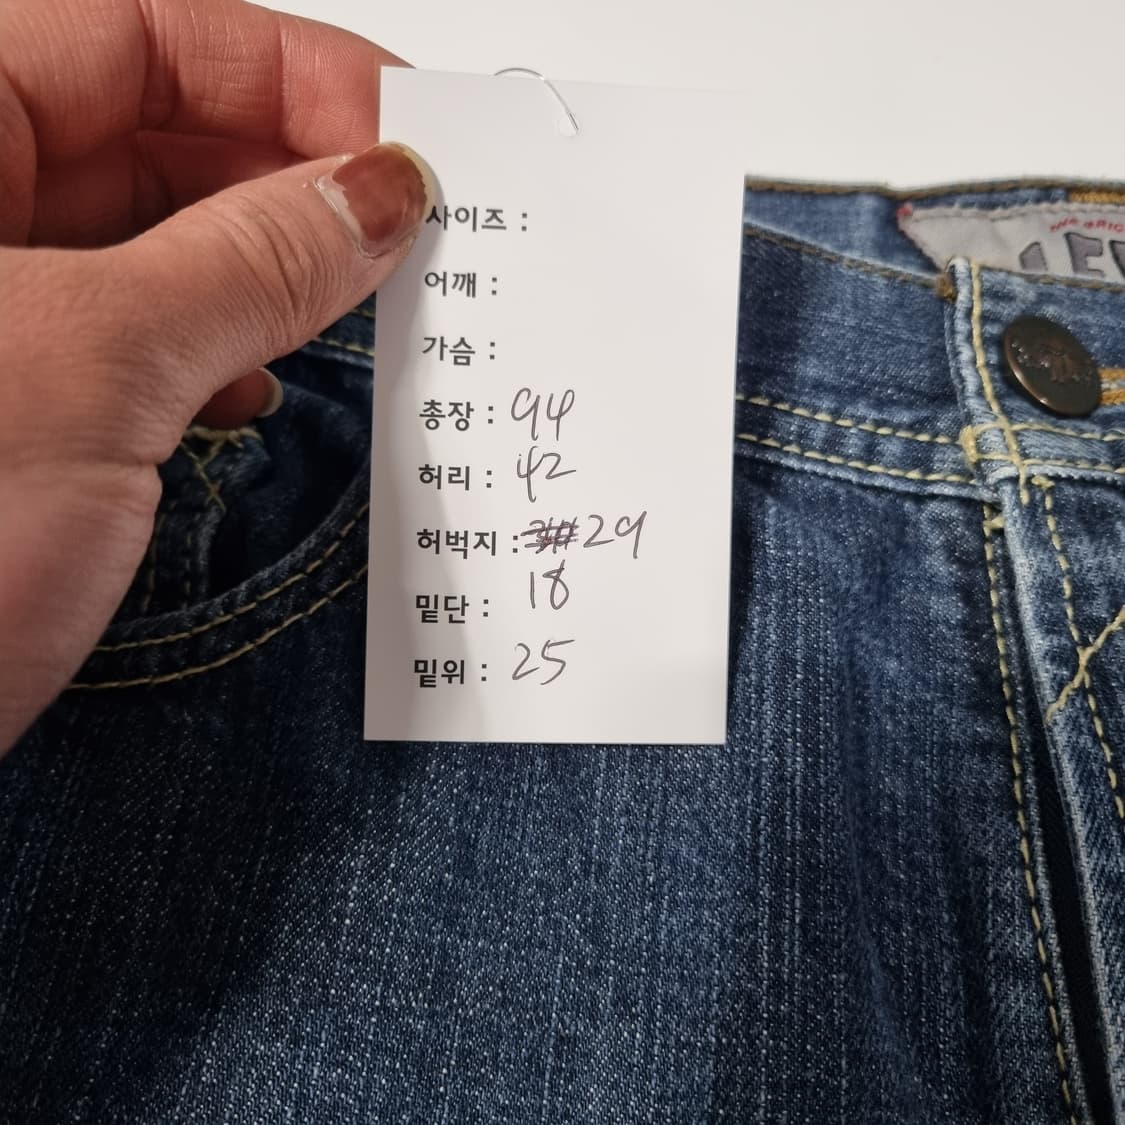 사이즈 :
어깨 :
가슴 :
총장 : 94
허리 : 42
허벅지 : 29
밑단 : 18
밑위 : 25